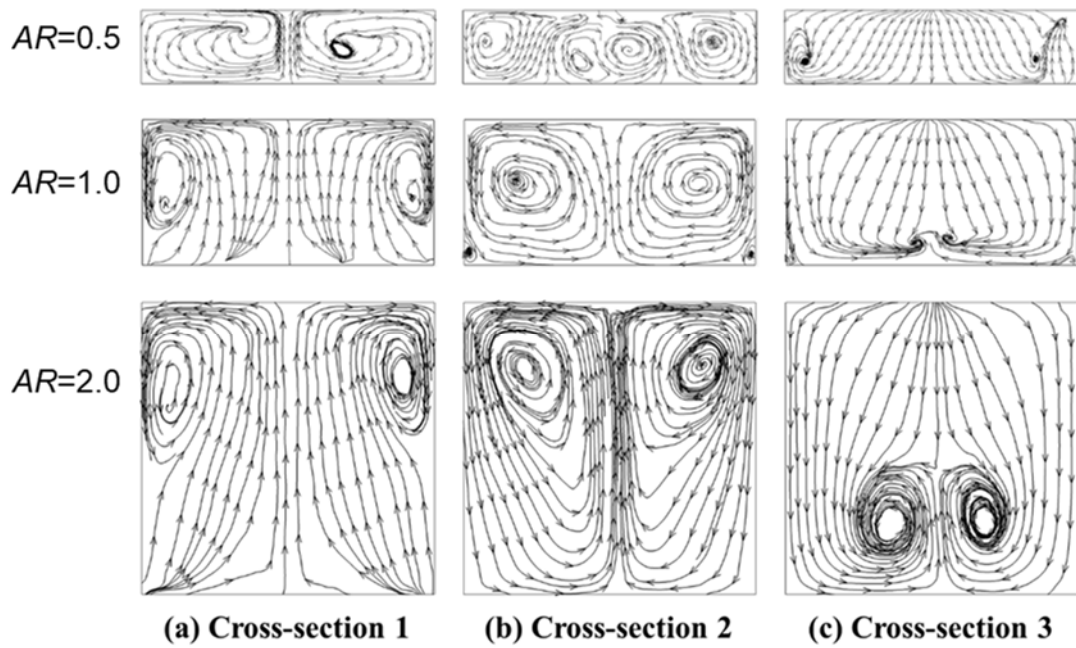 AR=0.5
AR=1.0
AR=2.0
(a) Cross-section 1
(b) Cross-section 2
(c) Cross-section 3